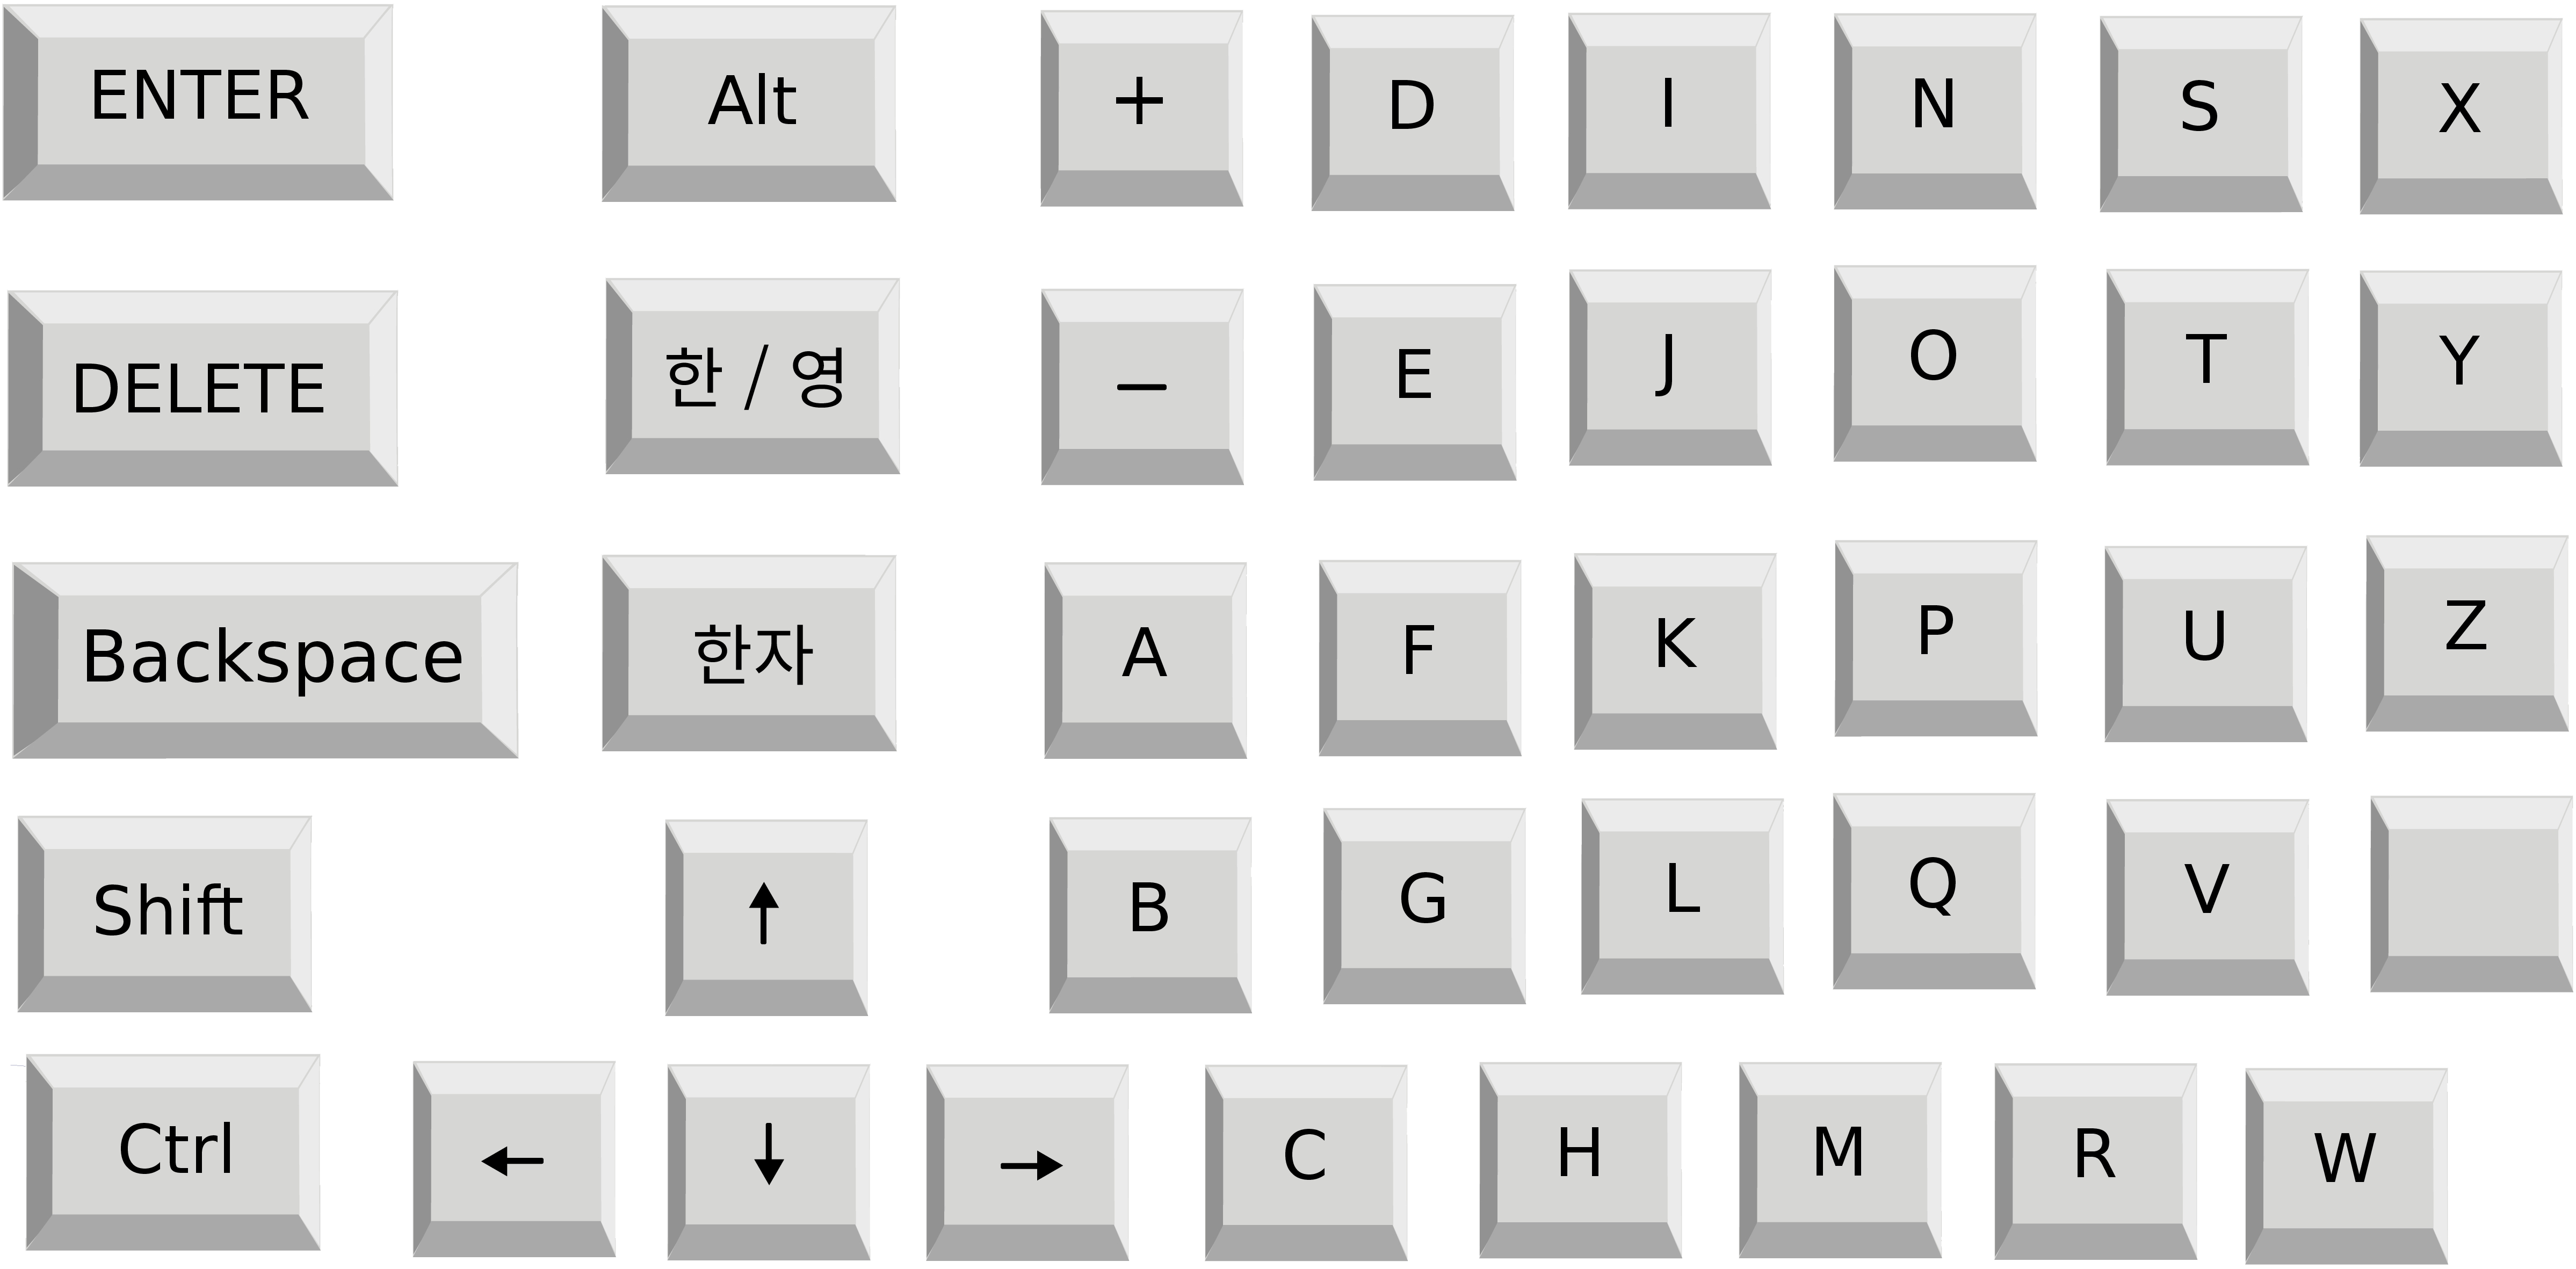 ENTER Alt + D I N S X
DELETE 한 / 영 − E J O T Y
Backspace 한자 A F K P U Z
Shift ↑ B G L Q V
Ctrl ← ↓ → C H M R W